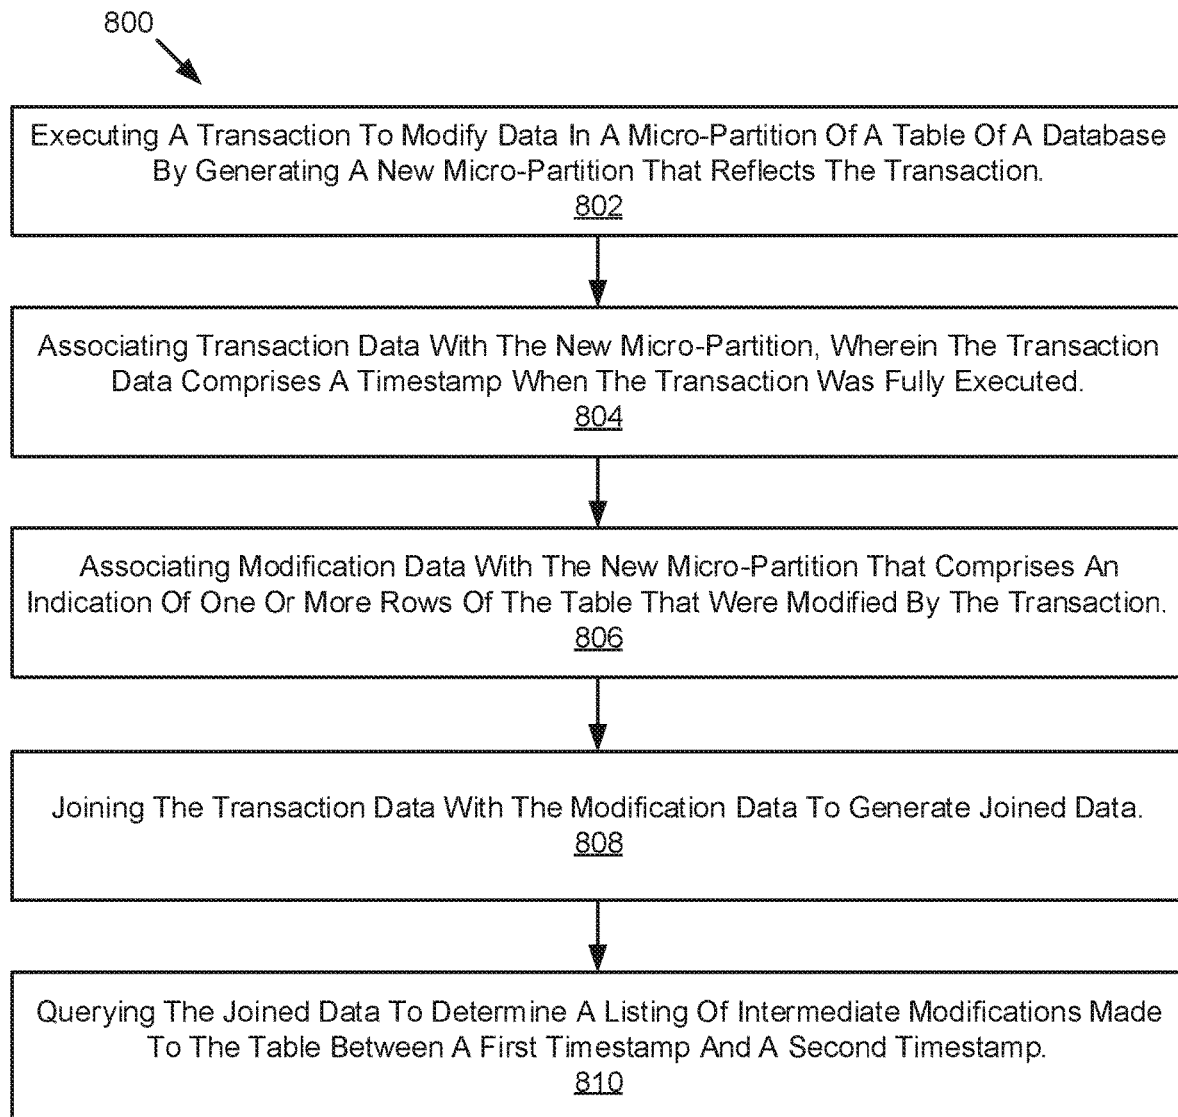 800
Executing A Transaction To Modify Data In A Micro-Partition Of A Table Of A Database
By Generating A New Micro-Partition That Reflects The Transaction.
802
Associating Transaction Data With The New Micro-Partition, Wherein The Transaction
Data Comprises A Timestamp When The Transaction Was Fully Executed.
804
Associating Modification Data With The New Micro-Partition That Comprises An
Indication Of One Or More Rows Of The Table That Were Modified By The Transaction.
806
Joining The Transaction Data With The Modification Data To Generate Joined Data.
808
Querying The Joined Data To Determine A Listing Of Intermediate Modifications Made
To The Table Between A First Timestamp And A Second Timestamp.
810